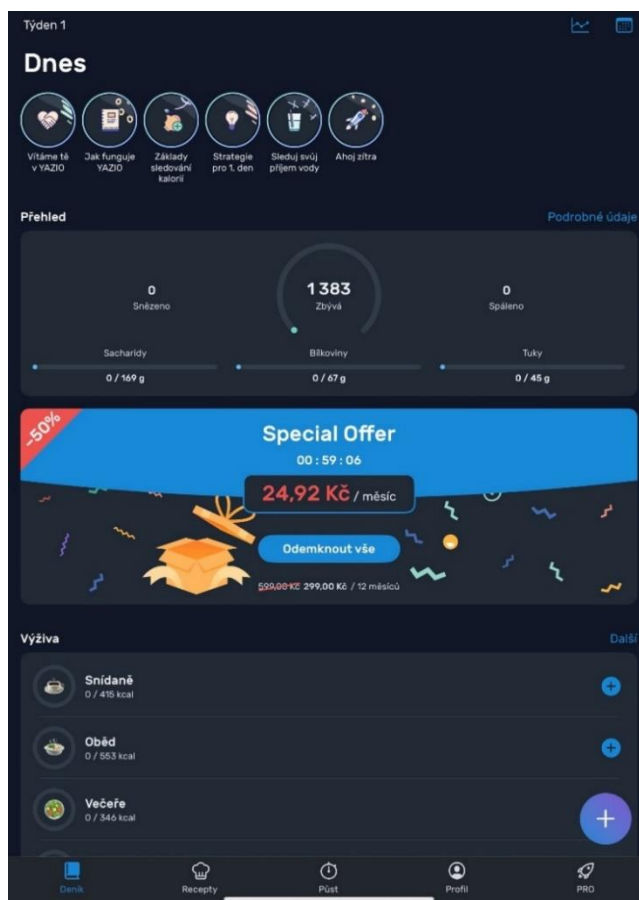 Týden 1
Dnes
Vítáme tě
v YAZIO
Jak funguje
YAZIO
Základy
sledování
kalorií
Strategie
pro 1. den
Sleduj svůj
příjem vody
Ahoj zítra
Přehled
Podrobné údaje
0
Snězeno
1 383
Zbývá
0
Spáleno
Sacharidy
0 / 169 g
Bílkoviny
0 / 67 g
Tuky
0 / 45 g
-50%
Special Offer
00 : 59 : 06
24,92 Kč / měsíc
Odemknout vše
599,00 Kč 299,00 Kč / 12 měsíců
Výživa
Další
Snídaně
0 / 415 kcal
Oběd
0 / 553 kcal
Večeře
0 / 346 kcal
Deník
Recepty
Půst
Profil
PRO